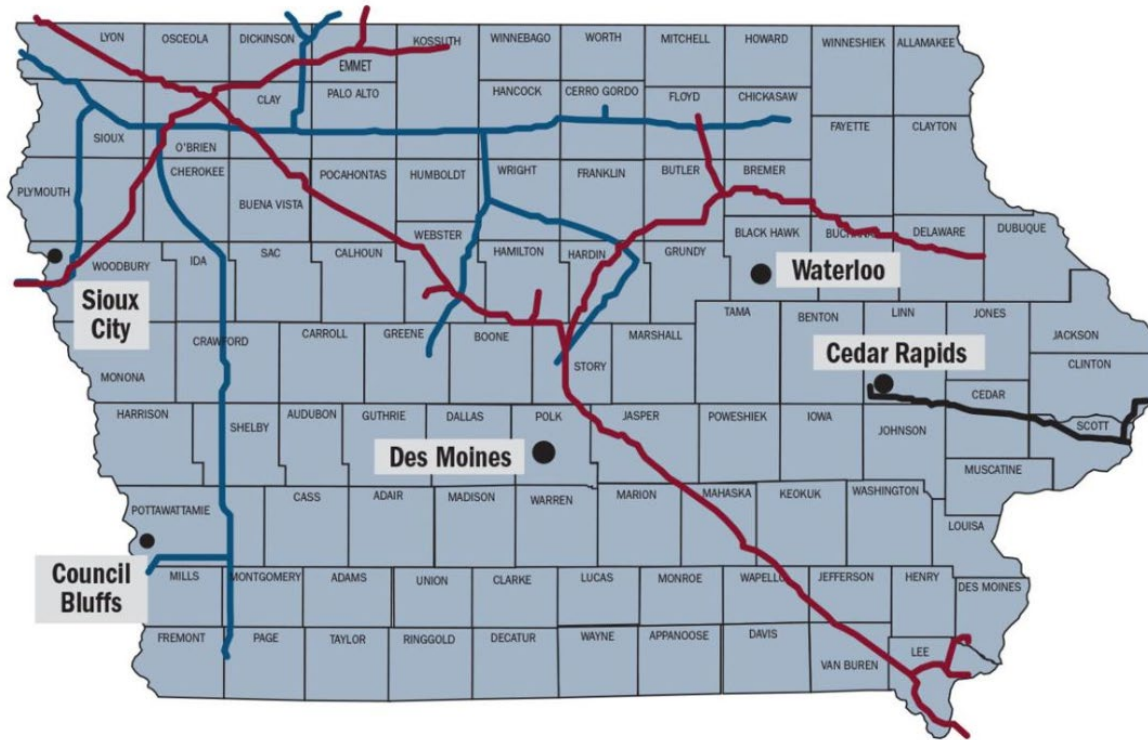 LYON
OSCEOLA
DICKINSON
EMMET
KOSSUTH
WINNEBAGO
WORTH
MITCHELL
HOWARD
WINNESHIEK
ALLAMAKEE
SIOUX
O'BRIEN
CLAY
PALO ALTO
HANCOCK
CERRO GORDO
FLOYD
CHICKASAW
FAYETTE
CLAYTON
PLYMOUTH
CHEROKEE
BUENA VISTA
POCAHONTAS
HUMBOLDT
WRIGHT
FRANKLIN
BUTLER
BREMER
WEBSTER
WOODBURY
IDA
SAC
CALHOUN
HAMILTON
HARDIN
GRUNDY
BLACK HAWK
DELAWARE
DUBUQUE
Sioux
City
Waterloo
MONONA
CRAWFORD
CARROLL
GREENE
BOONE
STORY
MARSHALL
TAMA
BENTON
LINN
JONES
JACKSON
CLINTON
Cedar Rapids
CEDAR
SCOTT
HARRISON
SHELBY
AUDUBON
GUTHRIE
DALLAS
POLK
JASPER
POWESHIEK
IOWA
JOHNSON
MUSCATINE
Des Moines
POTTAWATTAMIE
CASS
ADAIR
MADISON
WARREN
MARION
MAHASKA
KEOKUK
WASHINGTON
LOUISA
Council
Bluffs
MILLS
MONTGOMERY
ADAMS
UNION
CLARKE
LUCAS
MONROE
WAPELLO
JEFFERSON
HENRY
DES MOINES
FREMONT
PAGE
TAYLOR
RINGGOLD
DECATUR
WAYNE
APPANOOSE
DAVIS
VAN BUREN
LEE